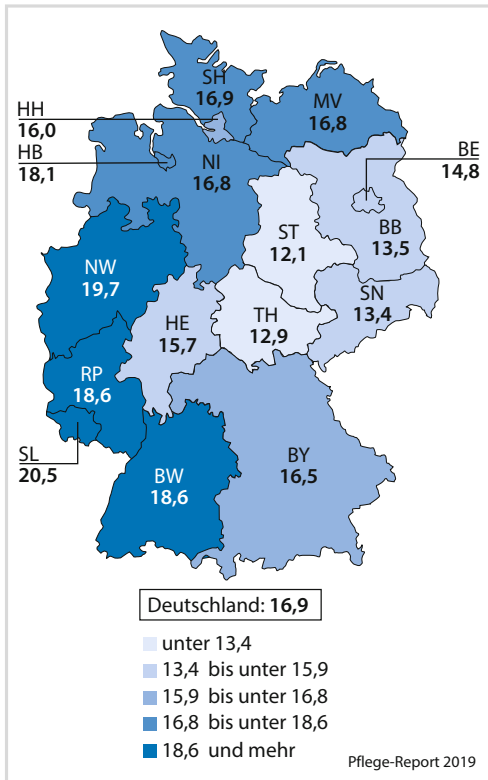 SH
16,9
MV
16,8
HH
16,0
HB
18,1
NI
16,8
BE
14,8
ST
12,1
BB
13,5
NW
19,7
SN
13,4
HE
15,7
TH
12,9
RP
18,6
SL
20,5
BW
18,6
BY
16,5
Deutschland: 16,9
unter 13,4
13,4 bis unter 15,9
15,9 bis unter 16,8
16,8 bis unter 18,6
18,6 und mehr
Pflege-Report 2019